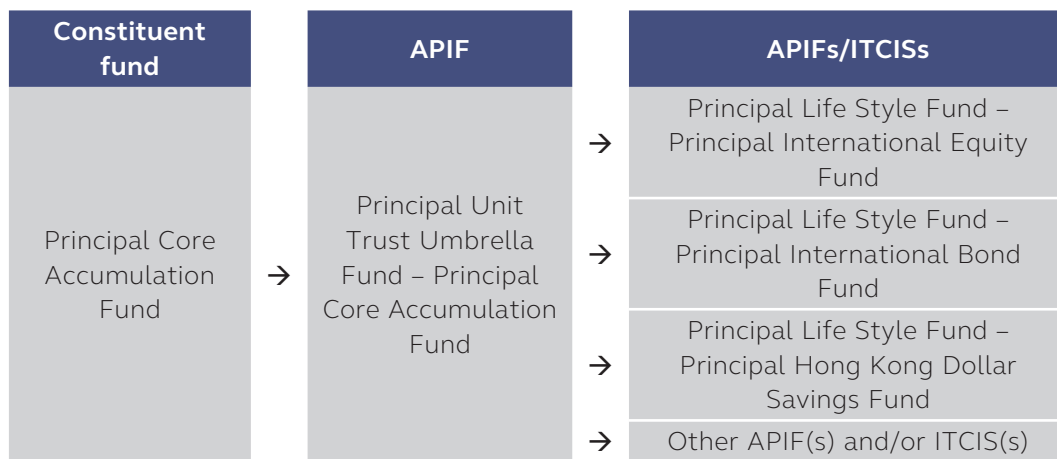 Constituent
fund
APIF
APIFs/ITCISs
Principal Core
Accumulation
Fund
→
Principal Unit
Trust Umbrella
Fund – Principal
Core Accumulation
Fund
→
Principal Life Style Fund –
Principal International Equity
Fund
→
Principal Life Style Fund –
Principal International Bond
Fund
→
Principal Life Style Fund –
Principal Hong Kong Dollar
Savings Fund
→
Other APIF(s) and/or ITCIS(s)